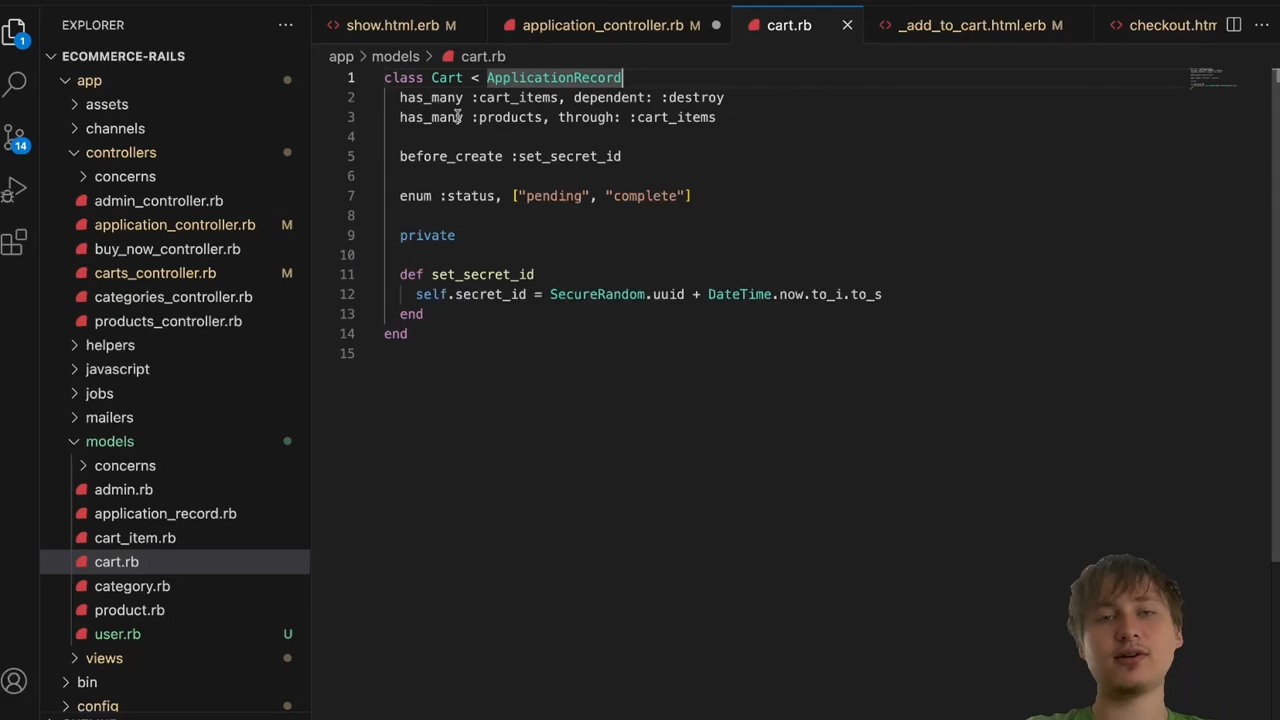 EXPLORER
show.html.erb M
application_controller.rb M
cart.rb
_add_to_cart.html.erb M
checkout.htm
1
14
ECOMMERCE-RAILS
app
assets
channels
controllers
concerns
admin_controller.rb
application_controller.rb M
buy_now_controller.rb
carts_controller.rb M
categories_controller.rb
products_controller.rb
helpers
javascript
jobs
mailers
models
concerns
admin.rb
application_record.rb
cart_item.rb
cart.rb
category.rb
product.rb
user.rb U
views
bin
config
app > models > cart.rb
1 class Cart < ApplicationRecord
2 has_many :cart_items, dependent: :destroy
3 has_many :products, through: :cart_items
4
5 before_create :set_secret_id
6
7 enum :status, ["pending", "complete"]
8
9 private
10
11 def set_secret_id
12 self.secret_id = SecureRandom.uuid + DateTime.now.to_i.to_s
13 end
14 end
15